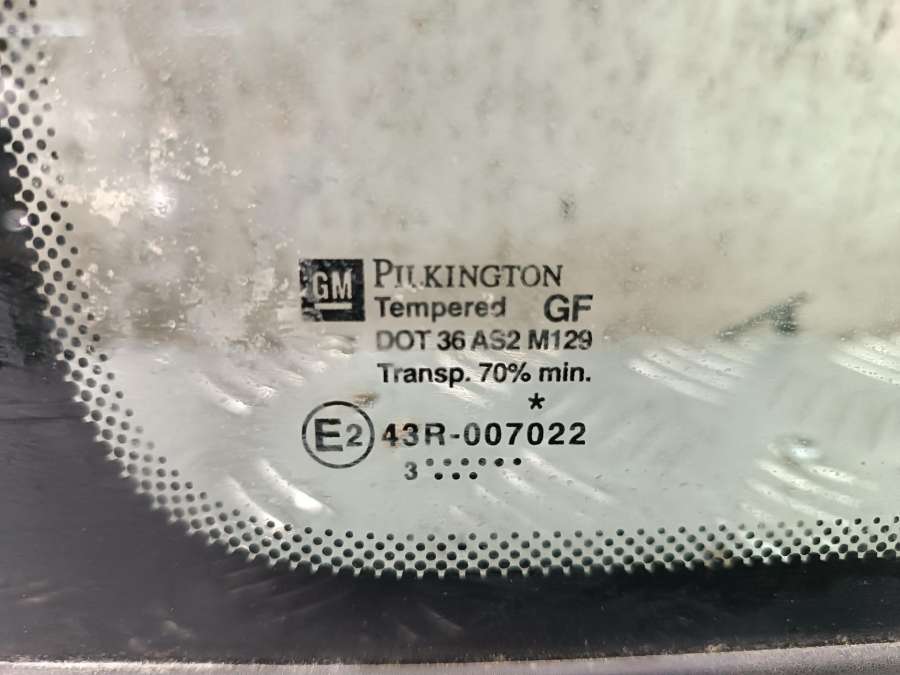 GM PILKINGTON
Tempered GF
DOT 36 AS2 M129
Transp. 70% min.
*
E2 43R-007022
3